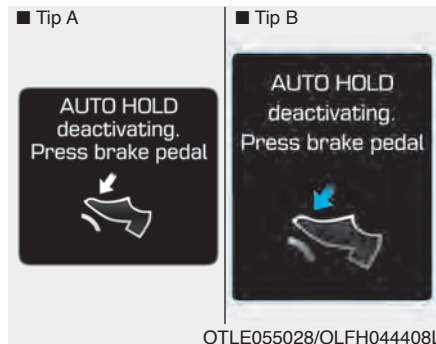 ■ Tip A
AUTO HOLD
deactivating.
Press brake pedal
■ Tip B
AUTO HOLD
deactivating.
Press brake pedal
OTLE055028/OLFH044408L